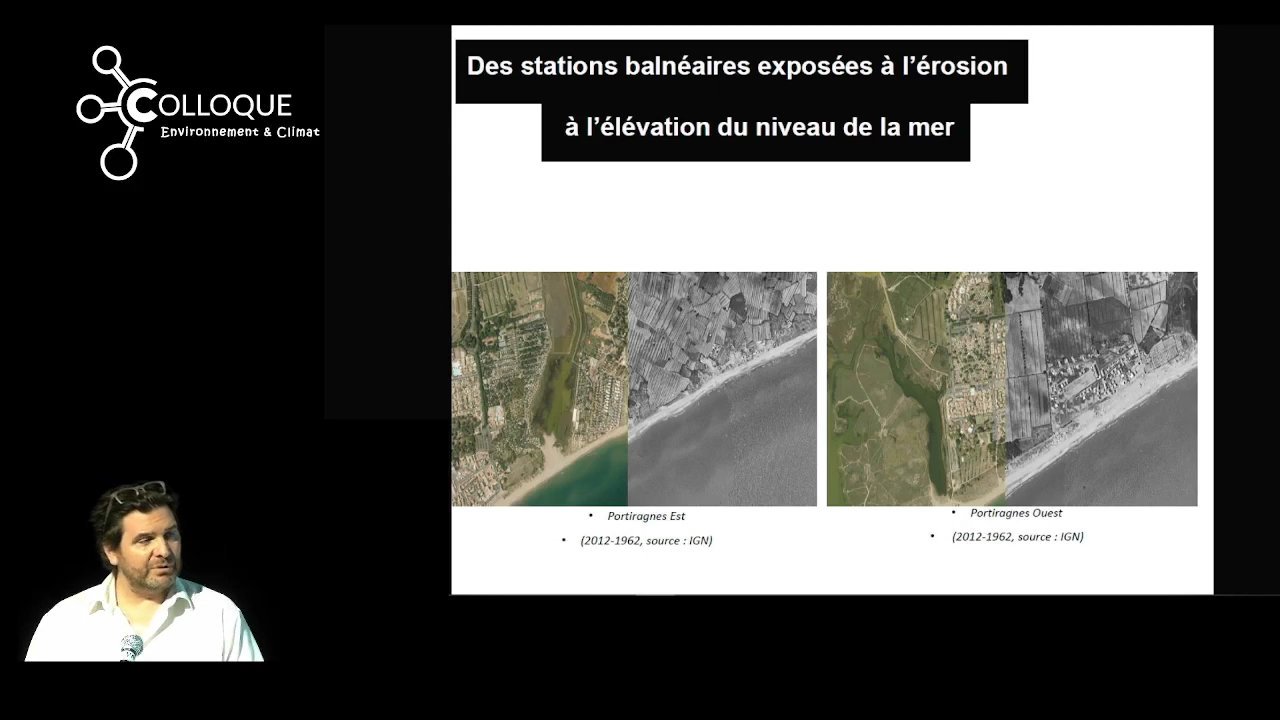 COLLOQUE
Environnement & Climat
Des stations balnéaires exposées à l'érosion
à l'élévation du niveau de la mer
• Portiragnes Est
• (2012-1962, source : IGN)
• Portiragnes Ouest
• (2012-1962, source : IGN)